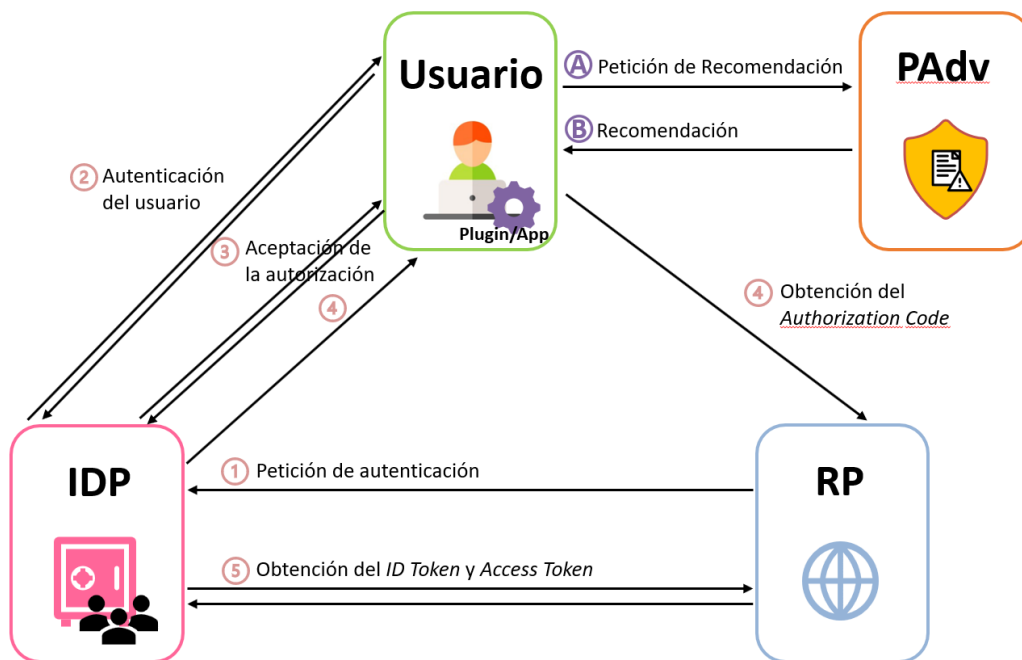 Usuario
PAdv
A Petición de Recomendación
B Recomendación
Plugin/App
2 Autenticación
del usuario
3 Aceptación de
la autorización
4
4 Obtención del
Authorization Code
IDP
RP
1 Petición de autenticación
5 Obtención del ID Token y Access Token